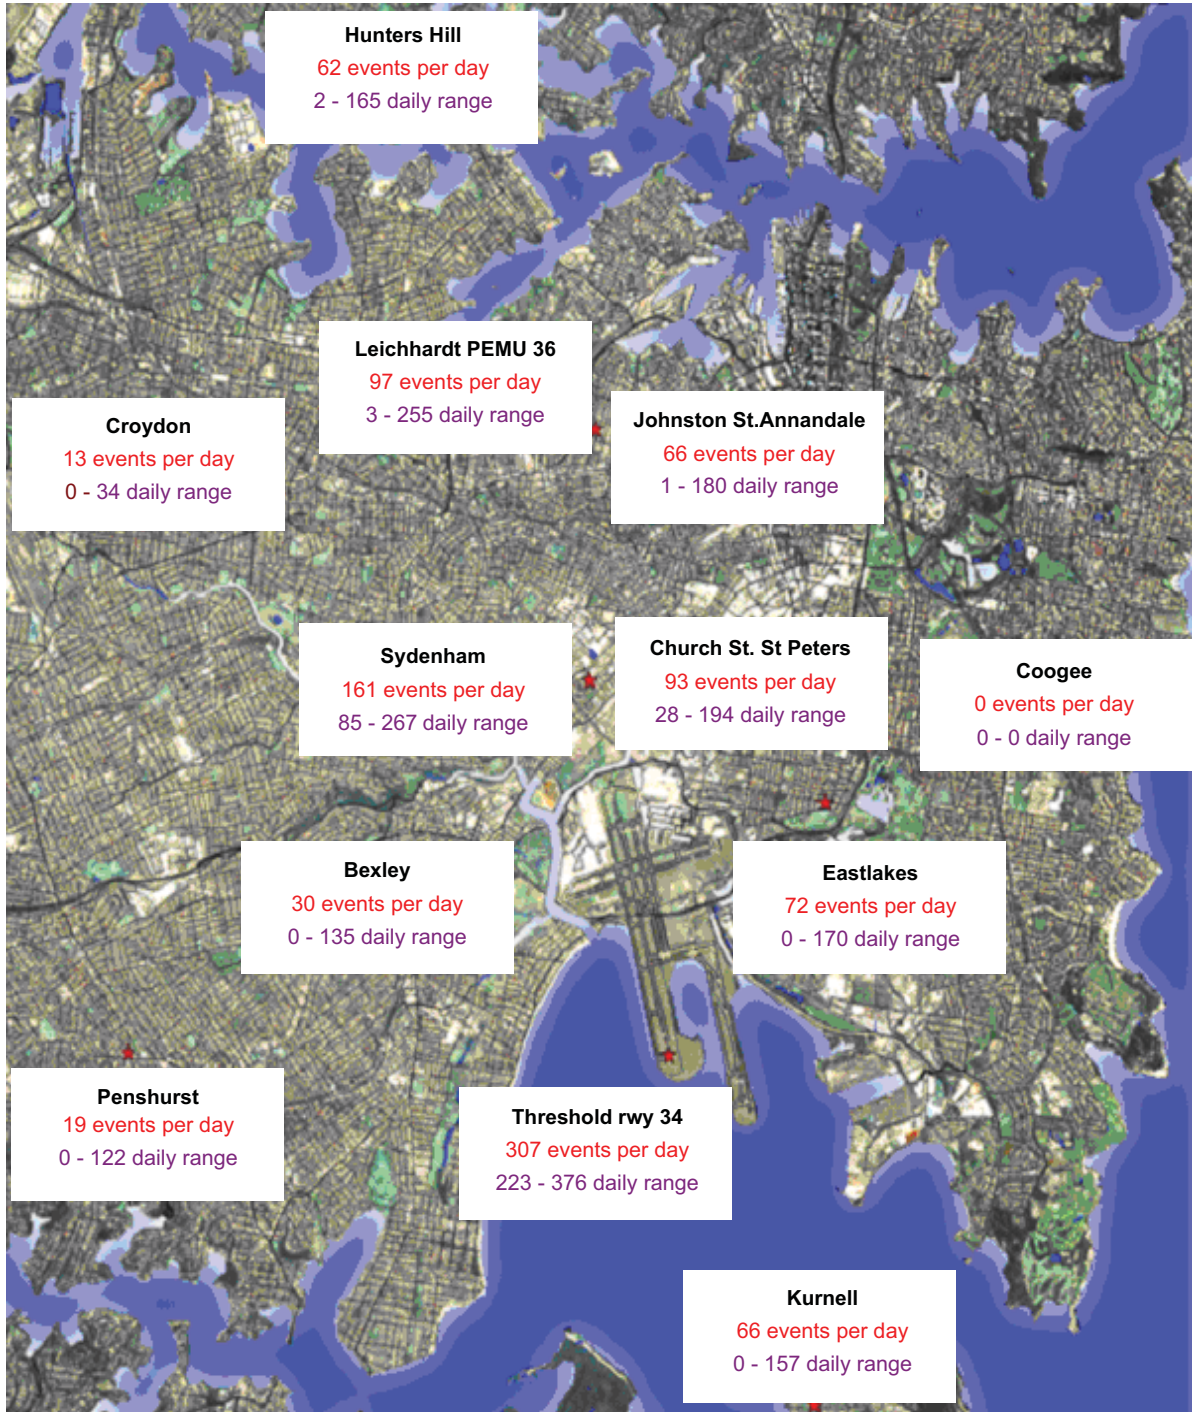 Hunters Hill
62 events per day
2 - 165 daily range
Leichhardt PEMU 36
97 events per day
3 - 255 daily range
Johnston St.Annandale
66 events per day
1 - 180 daily range
Croydon
13 events per day
0 - 34 daily range
Sydenham
161 events per day
85 - 267 daily range
Church St. St Peters
93 events per day
28 - 194 daily range
Coogee
0 events per day
0 - 0 daily range
Bexley
30 events per day
0 - 135 daily range
Eastlakes
72 events per day
0 - 170 daily range
Penshurst
19 events per day
0 - 122 daily range
Threshold rwy 34
307 events per day
223 - 376 daily range
Kurnell
66 events per day
0 - 157 daily range